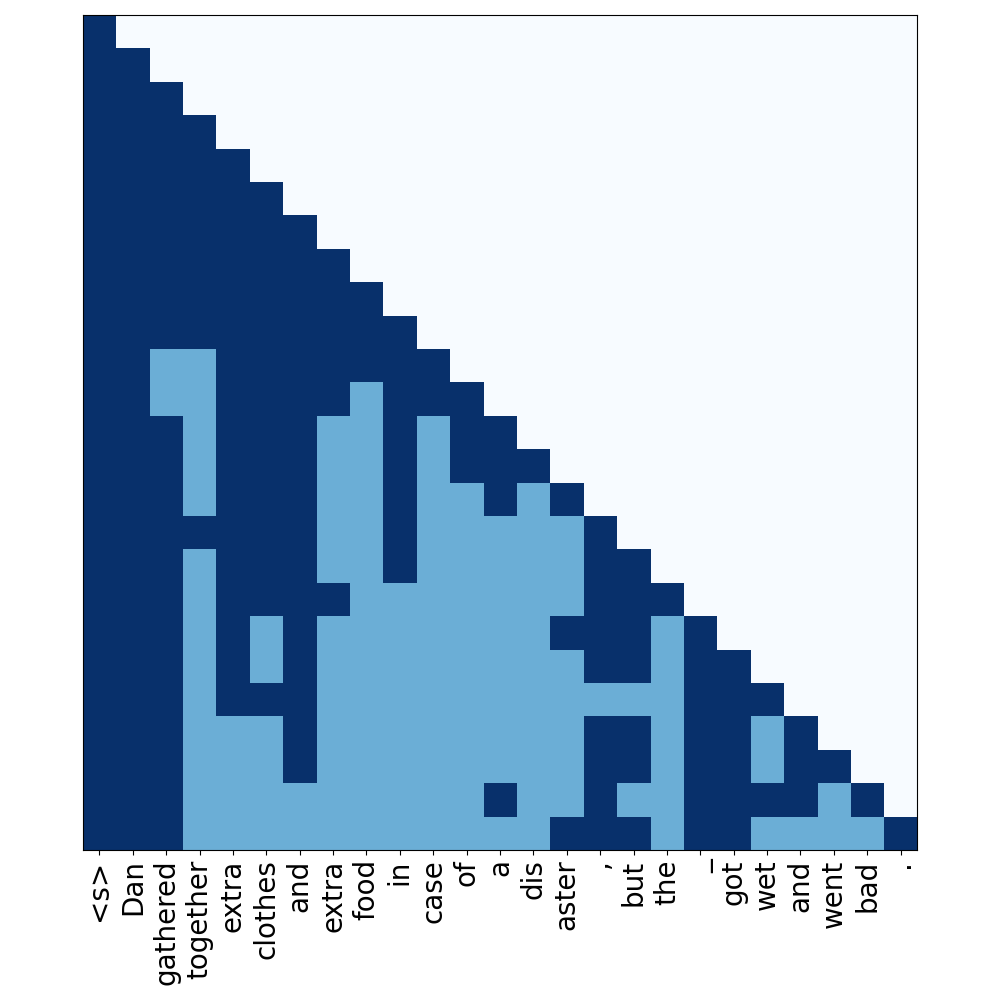 <s> Dan gathered together extra clothes and extra food in case of a dis aster , but the _ got wet and went bad .